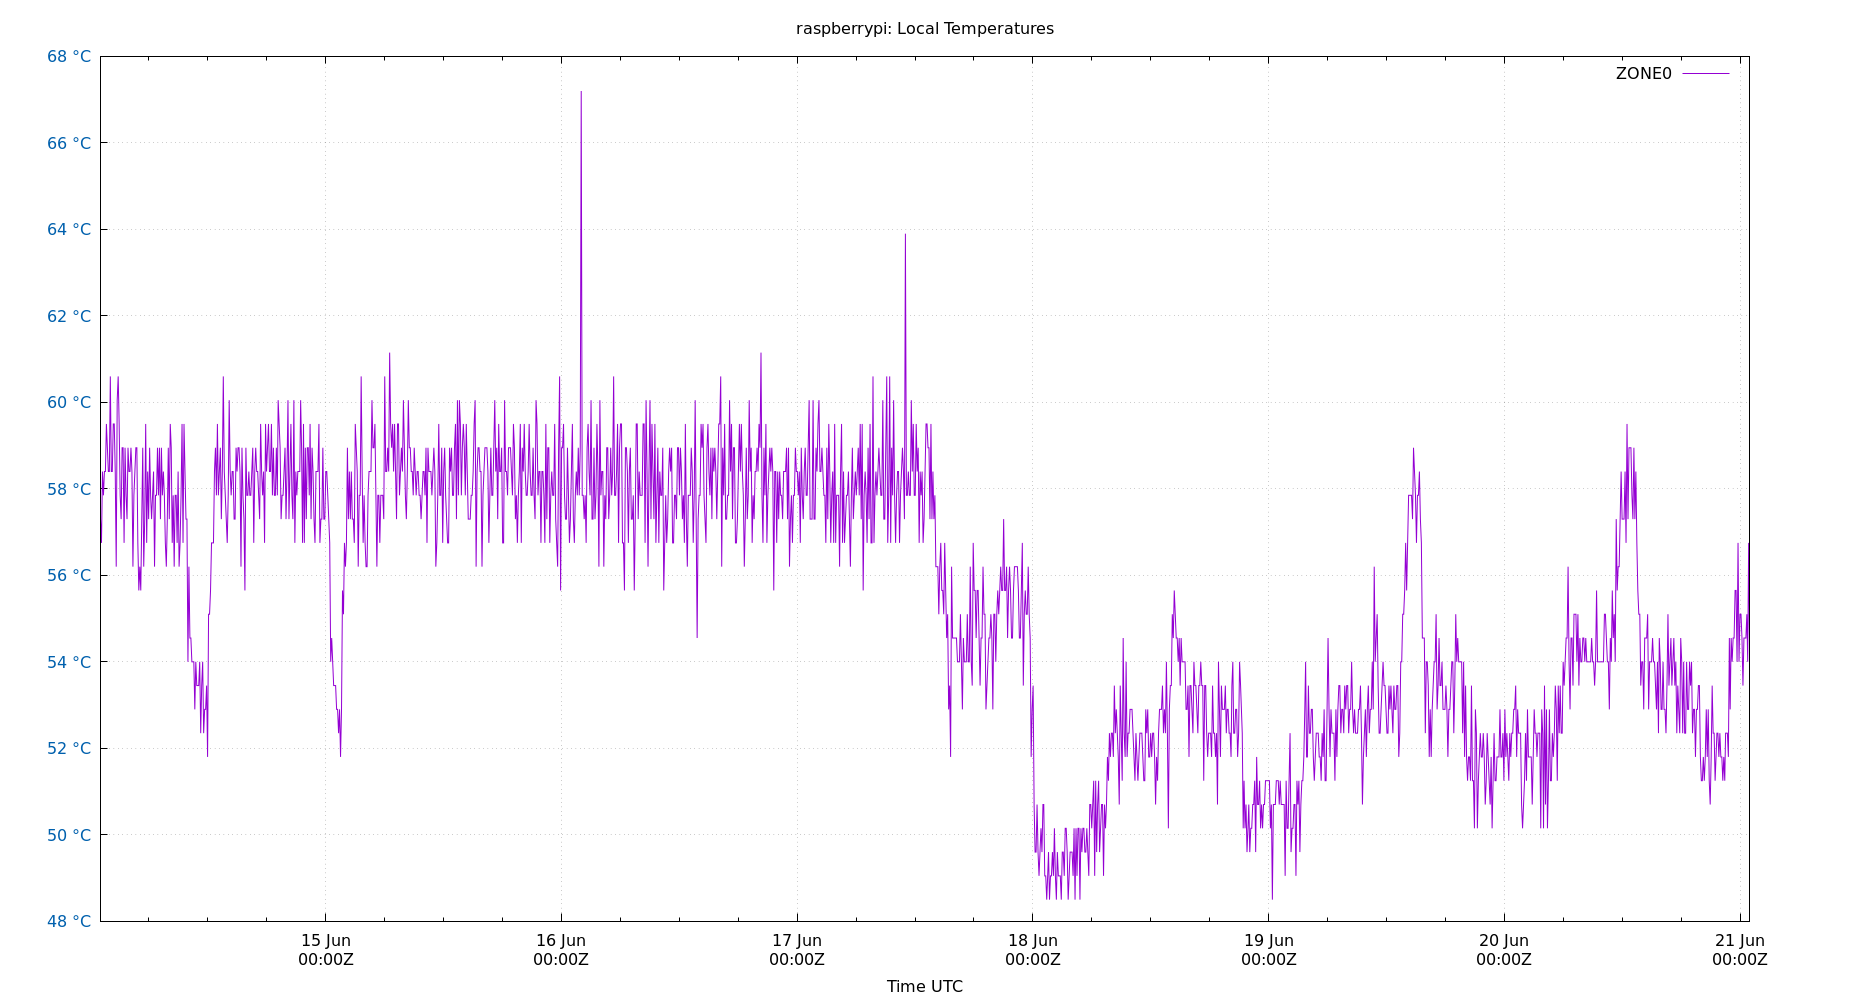 raspberrypi: Local Temperatures
68 °C
ZONE0
66 °C
64 °C
62 °C
60 °C
58 °C
56 °C
54 °C
52 °C
50 °C
48 °C
15 Jun 16 Jun 17 Jun 18 Jun 19 Jun 20 Jun 21 Jun
00:00Z 00:00Z 00:00Z 00:00Z 00:00Z 00:00Z 00:00Z
Time UTC